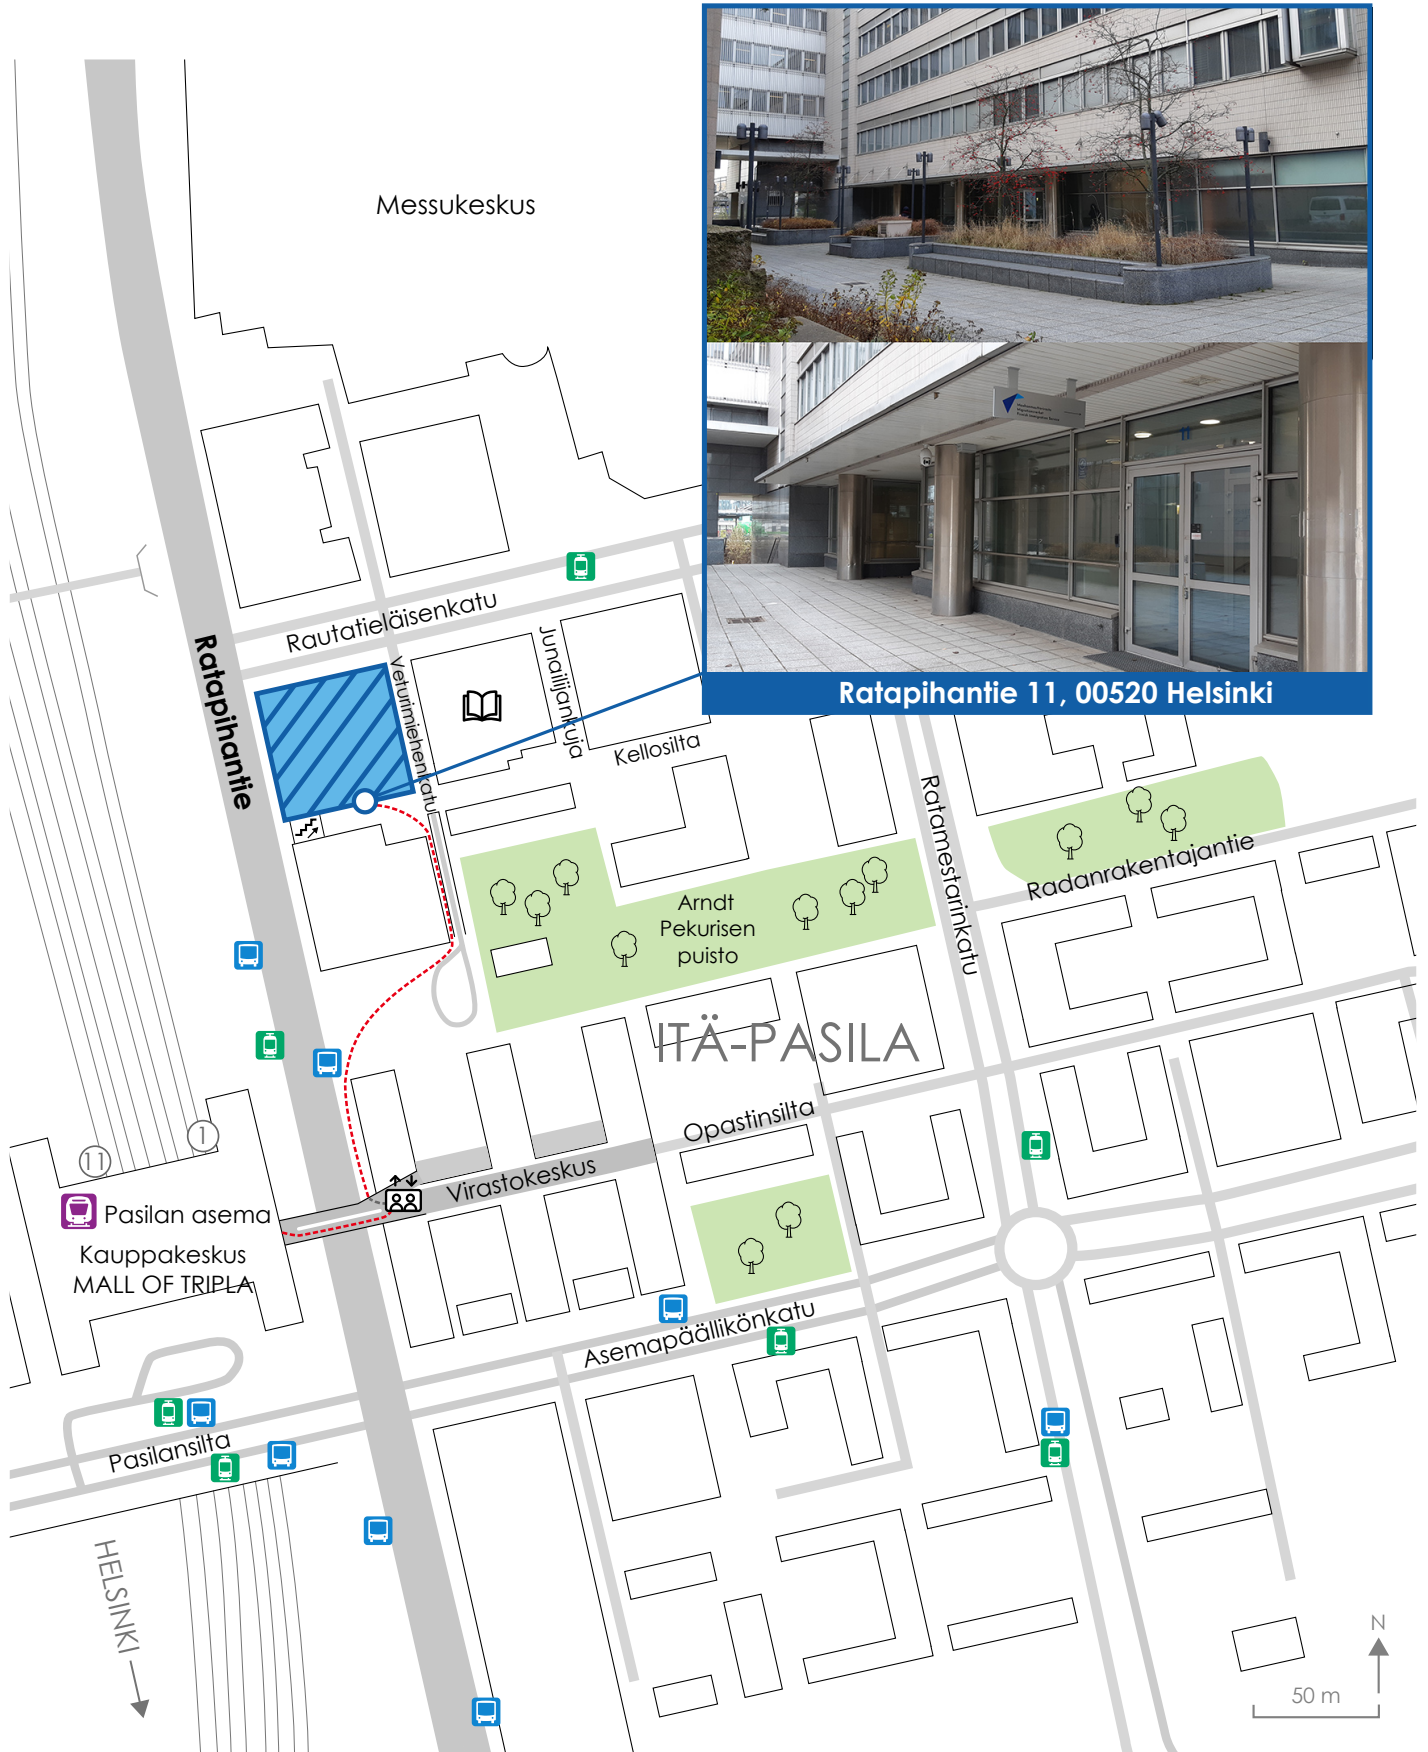 Messukeskus
11
Ratapihantie 11, 00520 Helsinki
Rautatieläisenkatu
Junailijankuja
Veturimiehenkatu
Ratapihantie
Kellosilta
Ratamestarinkatu
Radanrakentajantie
Arndt
Pekurisen
puisto
ITÄ-PASILA
Opastinsilta
Virastokeskus
1
11
Pasilan asema
Kauppakeskus
MALL OF TRIPLA
Asemapäällikönkatu
Pasilansilta
HELSINKI
N
50 m